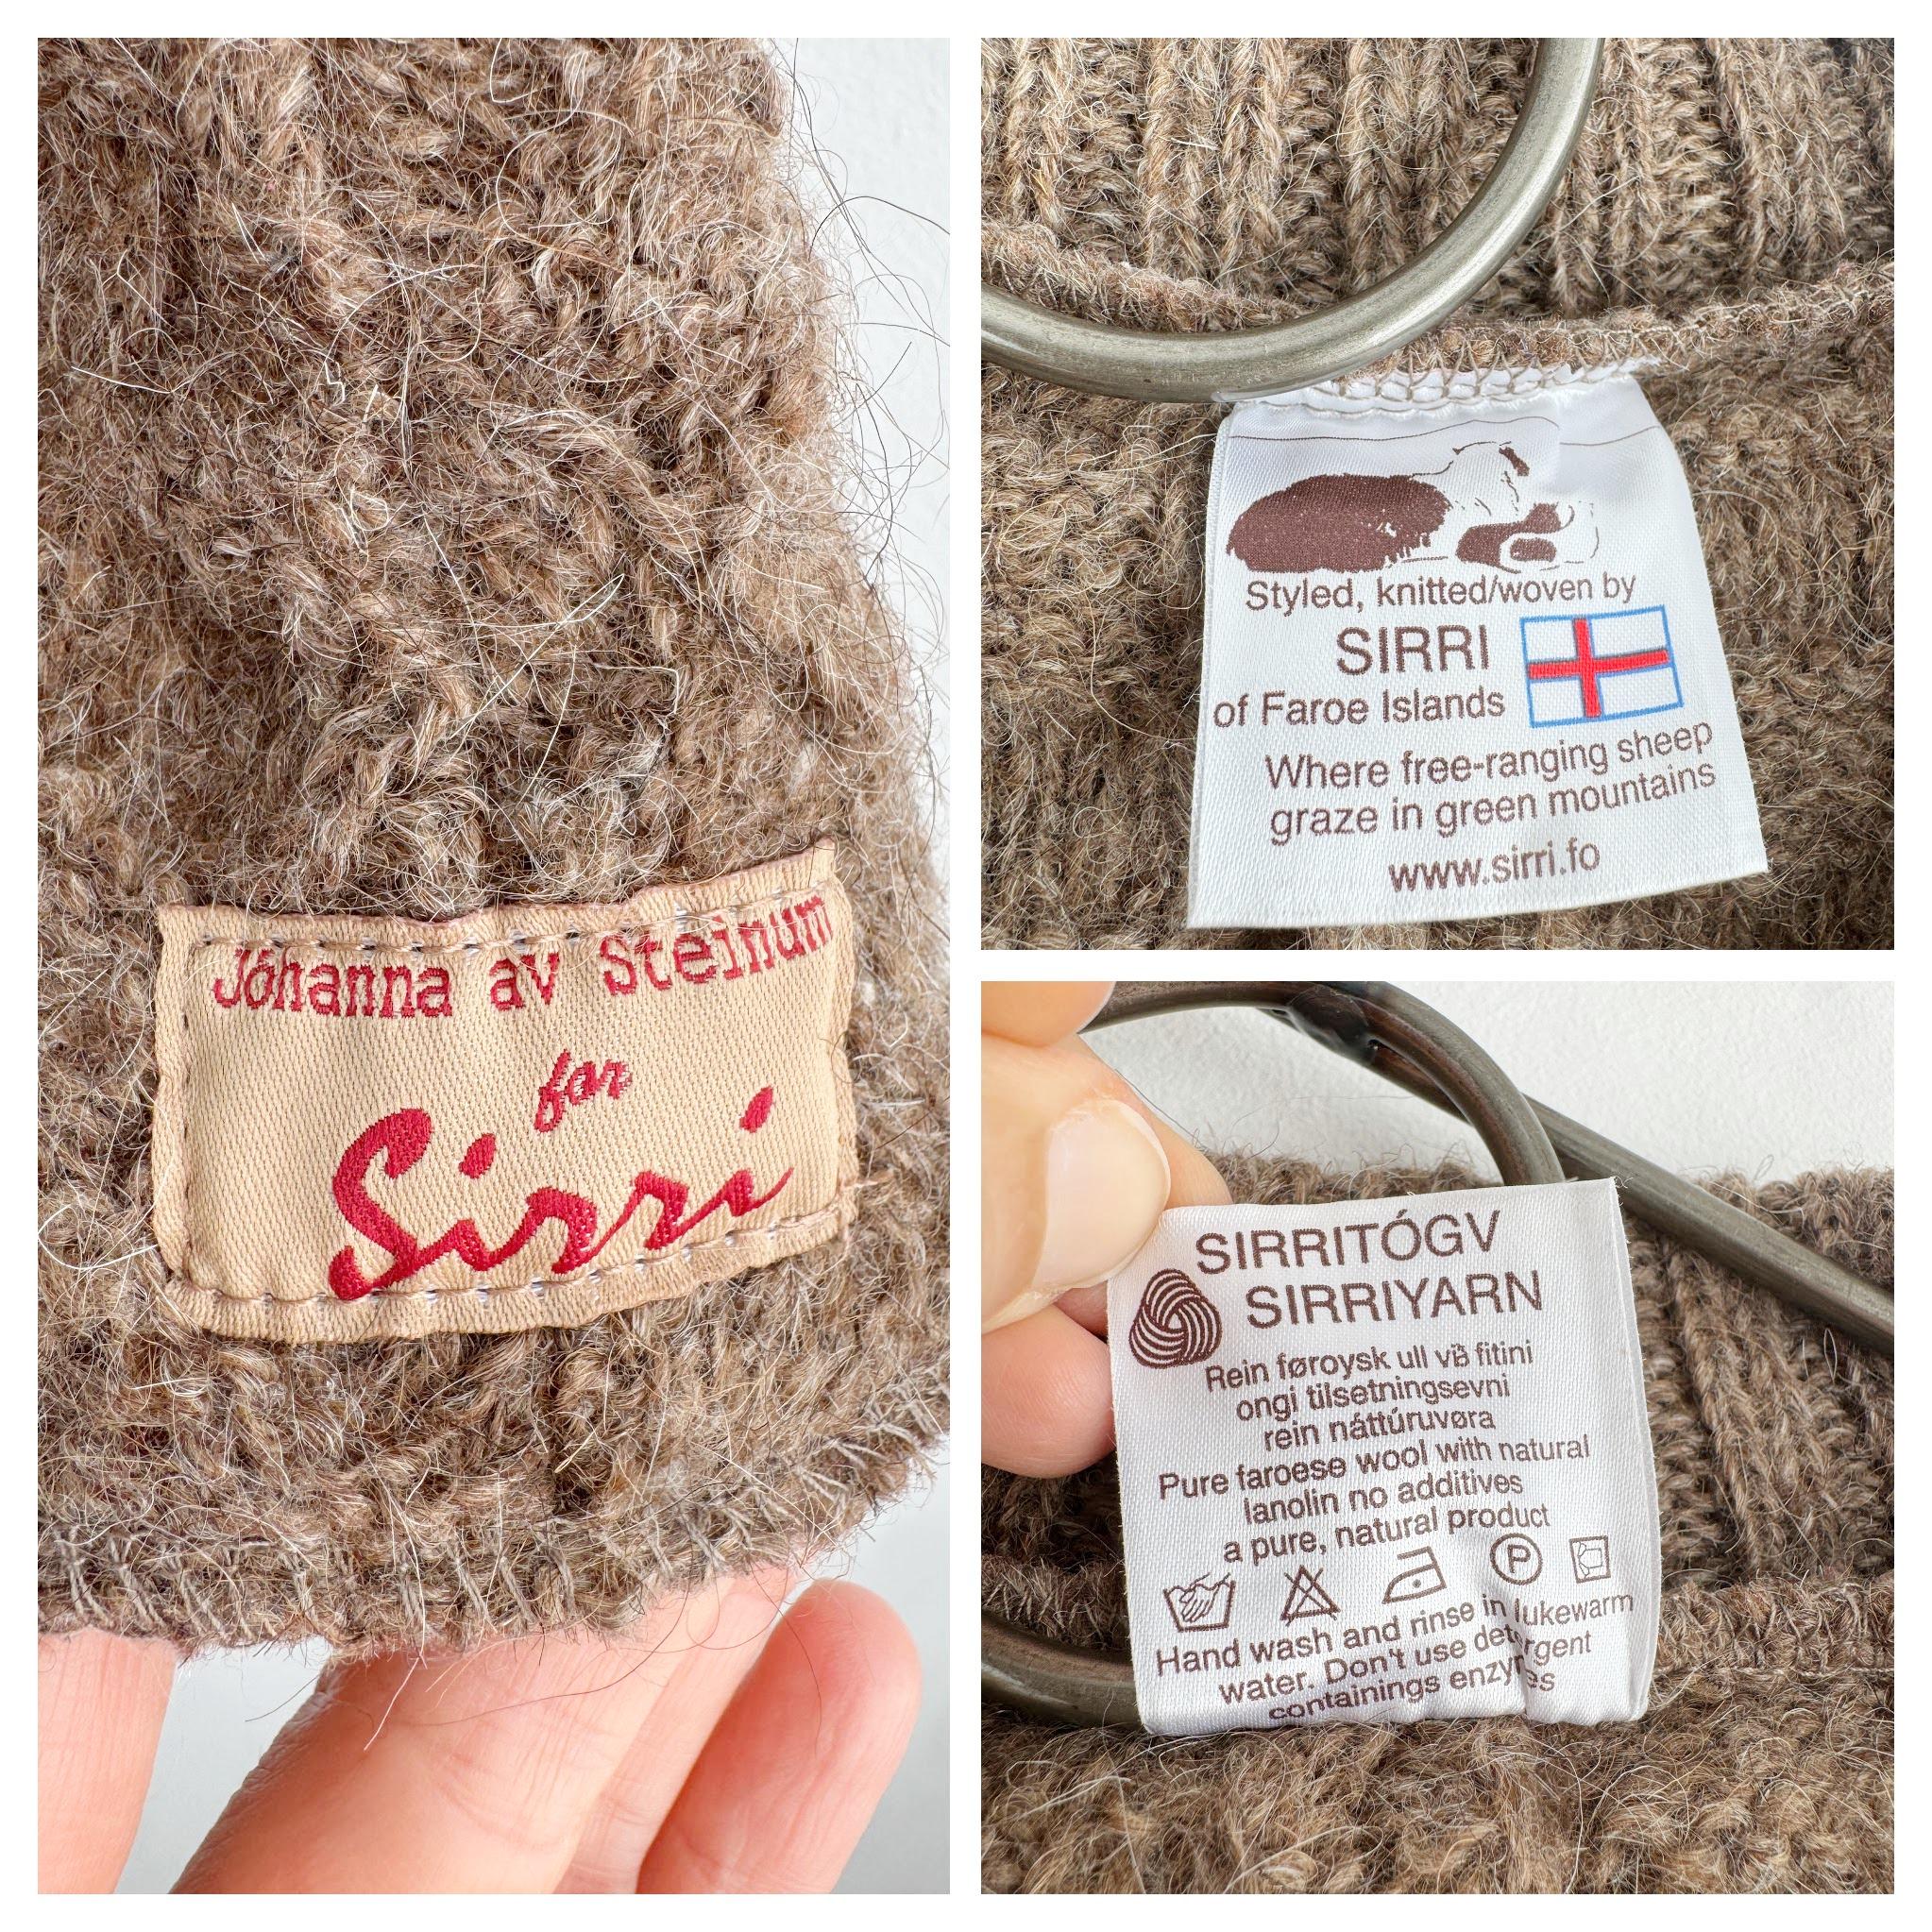 Jóhanna av Steinum
for
Sirri
Styled, knitted/woven by
SIRRI
of Faroe Islands
Where free-ranging sheep
graze in green mountains
www.sirri.fo
SIRRITÓGV
SIRRIYARN
Rein føroysk ull við fitini
ongi tilsetningsevni
rein náttúruvøra
Pure faroese wool with natural
lanolin no additives
a pure, natural product
P
Hand wash and rinse in lukewarm
water. Don't use detergent
containings enzymes